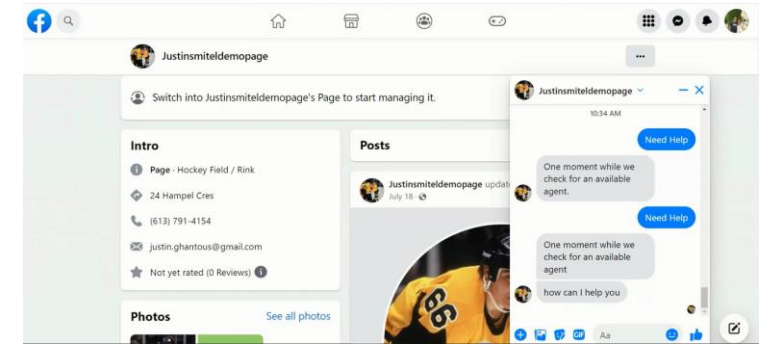 Justinsmiteldemopage
Switch into Justinsmiteldemopage's Page to start managing it.
Intro
Page · Hockey Field / Rink
24 Hampel Cres
(613) 791-4154
justin.ghantous@gmail.com
Not yet rated (0 Reviews)
Photos
See all photos
Posts
Justinsmiteldemopage updat
July 18 ·
66
Justinsmiteldemopage
10:34 AM
Need Help
One moment while we
check for an available
agent.
Need Help
One moment while we
check for an available
agent
how can I help you
GIF
Aa